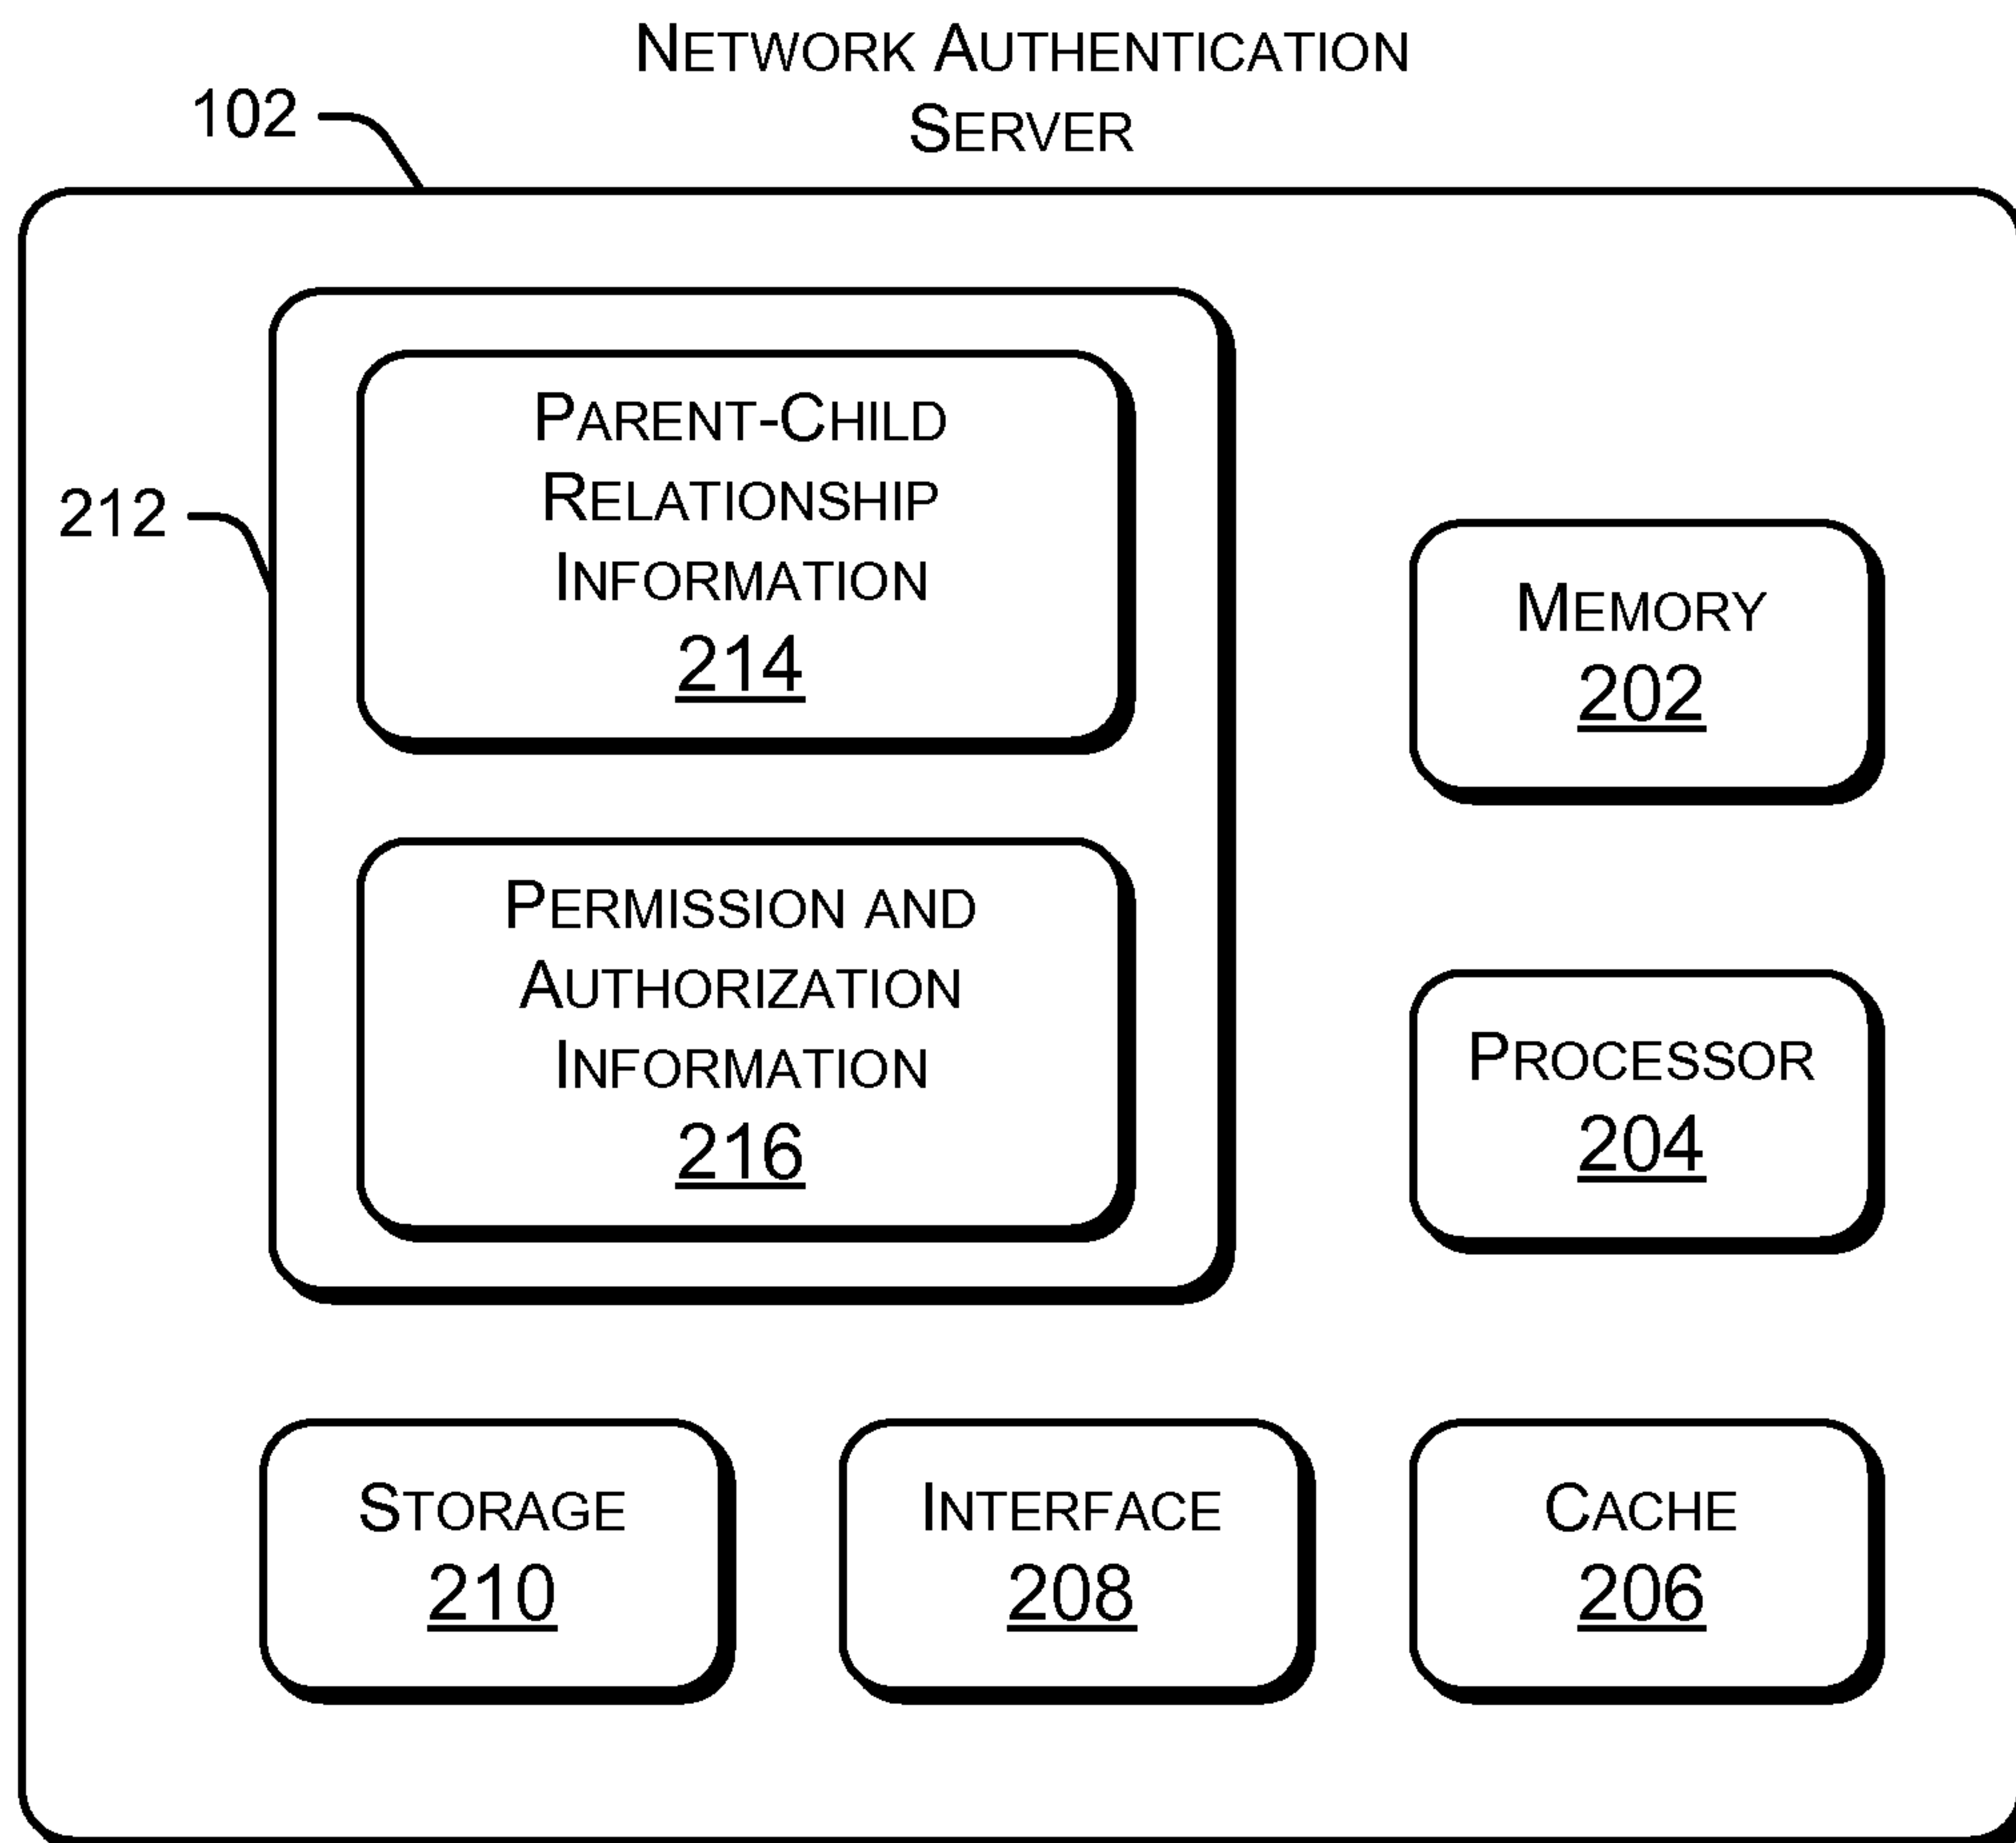 NETWORK AUTHENTICATION
SERVER
102
212
PARENT-CHILD
RELATIONSHIP
INFORMATION
214
PERMISSION AND
AUTHORIZATION
INFORMATION
216
MEMORY
202
PROCESSOR
204
STORAGE
210
INTERFACE
208
CACHE
206